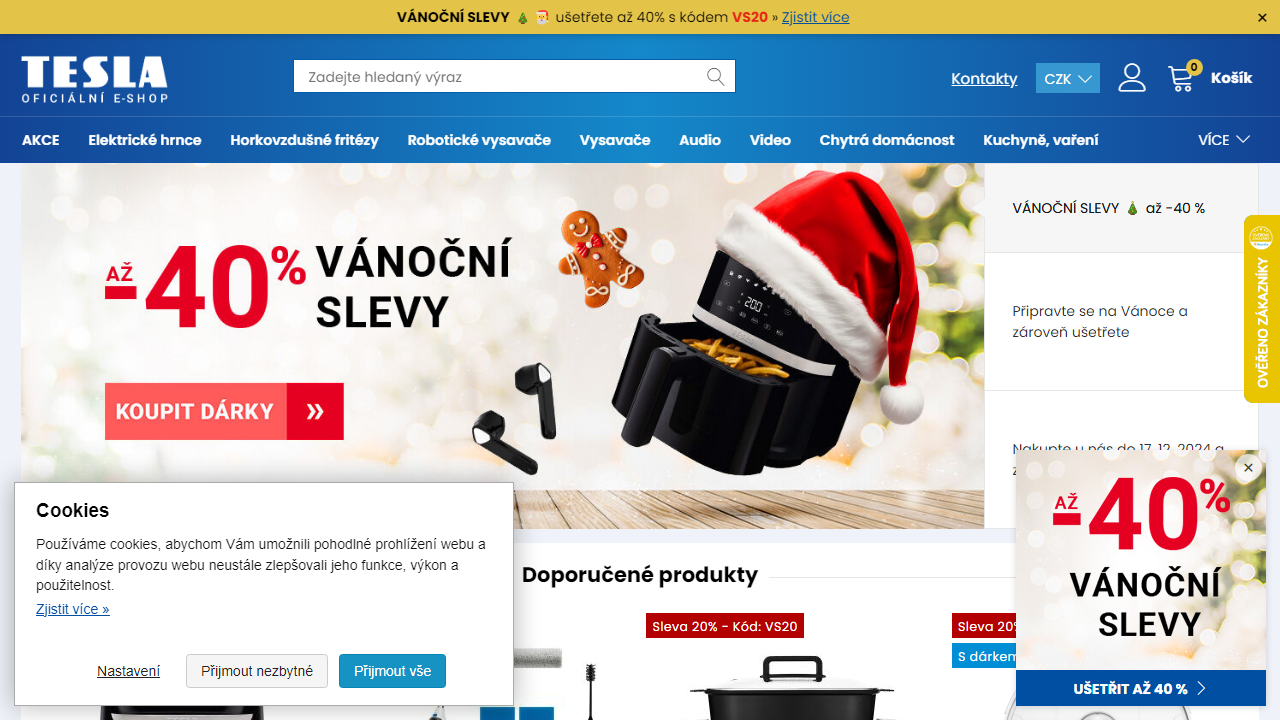 VÁNOČNÍ SLEVY 🎄 🎅 ušetřete až 40% s kódem VS20 » Zjistit více
✕
TESLA
OFICIÁLNÍ E-SHOP
Zadejte hledaný výraz
Kontakty
CZK
0
Košík
AKCE Elektrické hrnce Horkovzdušné fritézy Robotické vysavače Vysavače Audio Video Chytrá domácnost Kuchyně, vaření VÍCE
AŽ
-40%
VÁNOČNÍ
SLEVY
KOUPIT DÁRKY »
200
VÁNOČNÍ SLEVY 🎄 až -40 %
Připravte se na Vánoce a
zároveň ušetřete
Nakupte u nás do 17. 12. 2024 a
OVĚŘENO ZÁKAZNÍKY
Cookies
Používáme cookies, abychom Vám umožnili pohodlné prohlížení webu a
díky analýze provozu webu neustále zlepšovali jeho funkce, výkon a
použitelnost.
Zjistit více »
Nastavení
Přijmout nezbytné
Přijmout vše
Doporučené produkty
Sleva 20% - Kód: VS20
Sleva 20%
S dárkem
✕
AŽ
-40%
VÁNOČNÍ
SLEVY
UŠETŘIT AŽ 40 %